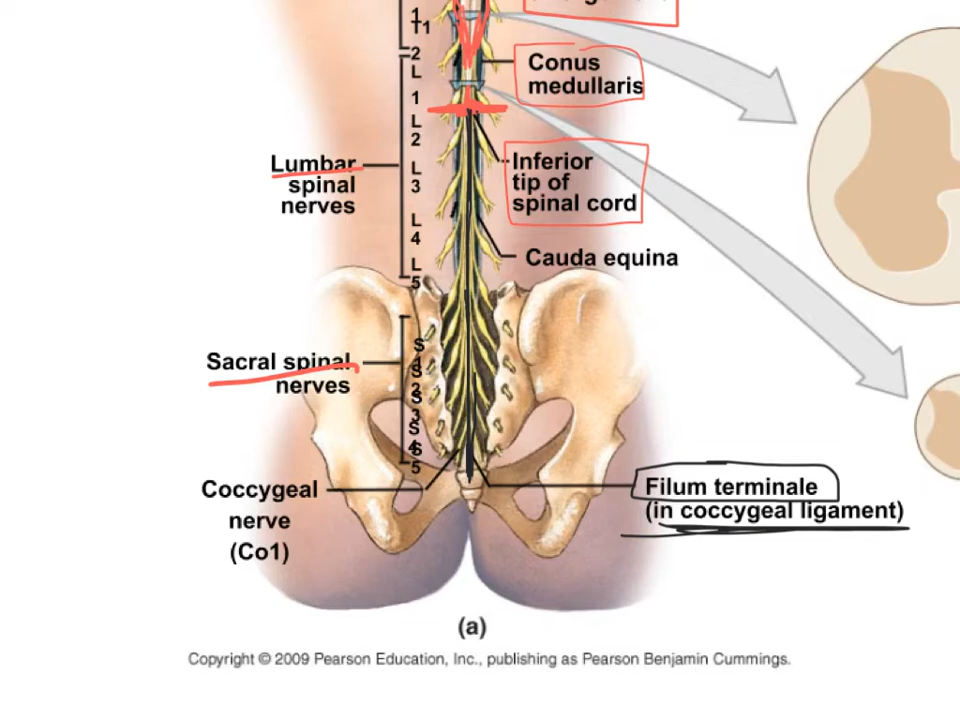 1
T1
2
L
1
L
2
L
3
L
4
L
5
Conus
medullaris
Inferior
tip of
spinal cord
Lumbar
spinal
nerves
Cauda equina
S
S
2
S
3
S
4
S
5
Sacral spinal
nerves
Coccygeal
nerve
(Co1)
Filum terminale
(in coccygeal ligament)
(a)
Copyright © 2009 Pearson Education, Inc., publishing as Pearson Benjamin Cummings.